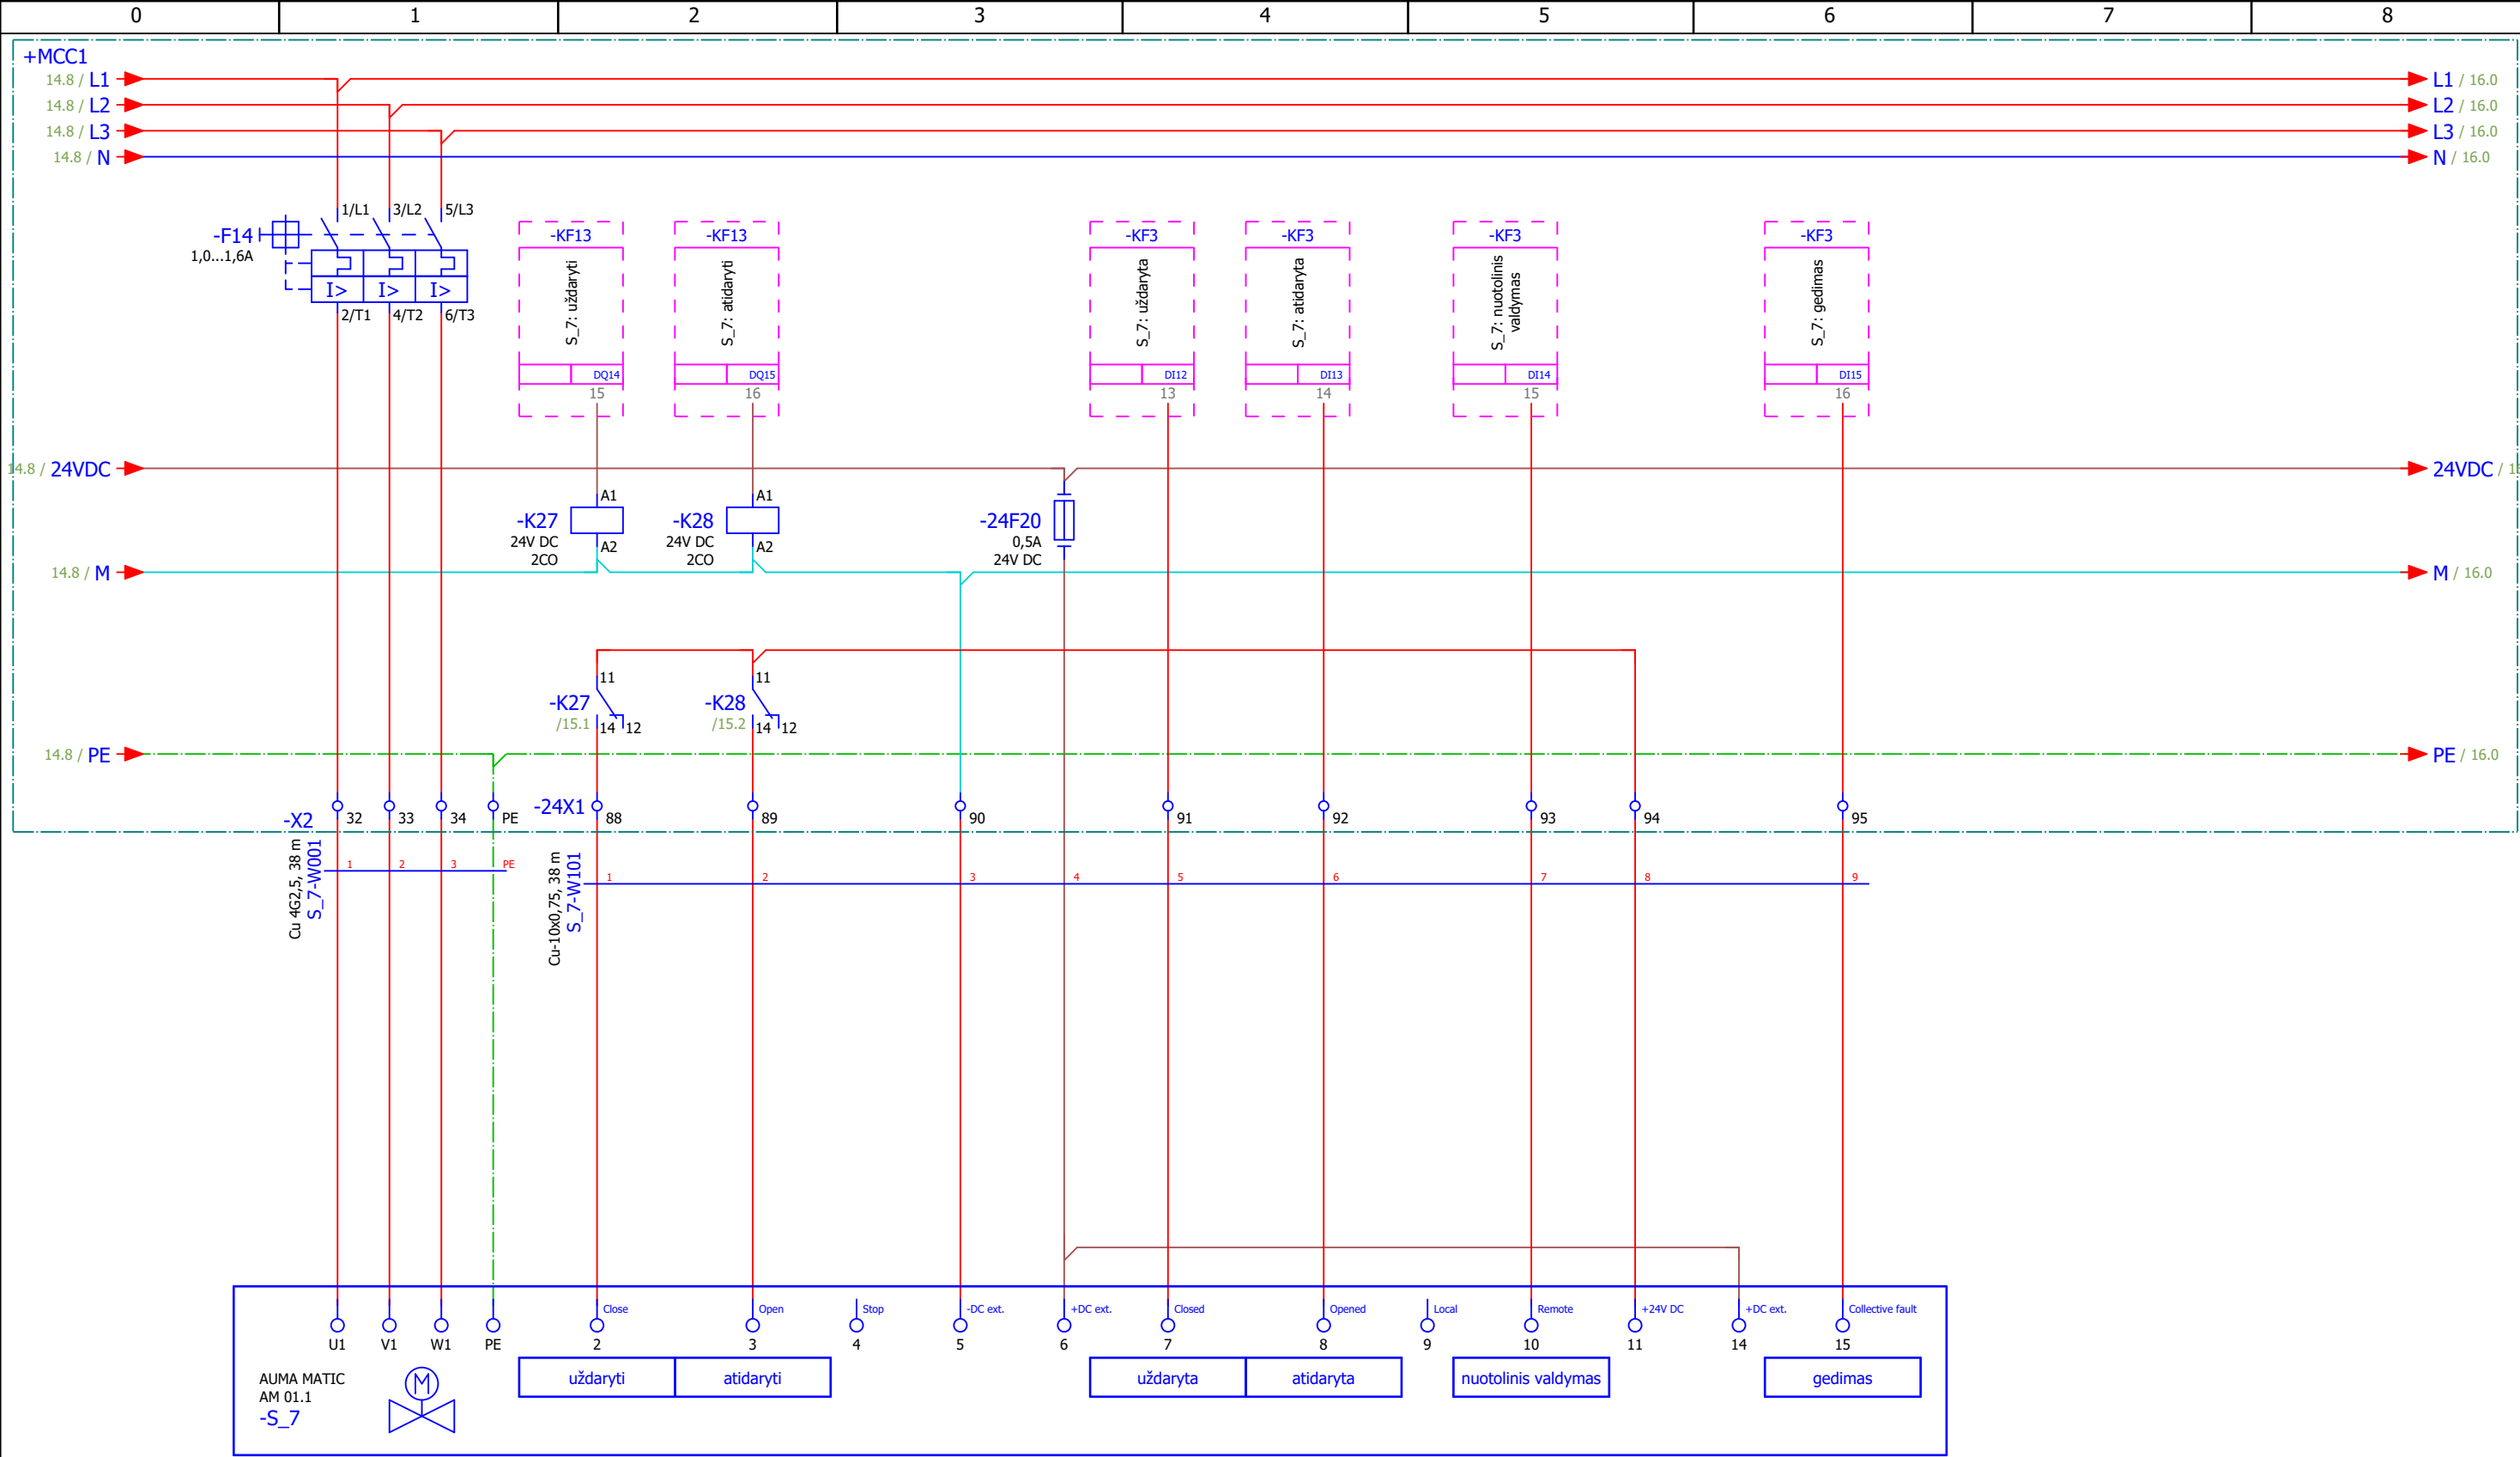 0 1 2 3 4 5 6 7 8
+MCC1
14.8 / L1 L1 / 16.0
14.8 / L2 L2 / 16.0
14.8 / L3 L3 / 16.0
14.8 / N N / 16.0
1/L1 3/L2 5/L3
-F14
1,0...1,6A
I> I> I>
2/T1 4/T2 6/T3
-KF13 -KF13 -KF3 -KF3 -KF3 -KF3
S_7: uždaryti
S_7: atidaryti
S_7: uždaryta
S_7: atidaryta
S_7: nuotolinis
valdymas
S_7: gedimas
DQ14 DQ15 DI12 DI13 DI14 DI15
15 16 13 14 15 16
14.8 / 24VDC 24VDC /
A1 A1
-K27 -K28 -24F20
24V DC 24V DC 0,5A
A2 A2
2CO 2CO 24V DC
14.8 / M M / 16.0
11 11
-K27 -K28
/15.1 14 12 /15.2 14 12
14.8 / PE PE / 16.0
-X2 32 33 34 PE -24X1 88 89 90 91 92 93 94 95
Cu 4G2,5, 38 m
S_7-W001
1 2 3 PE
Cu-10x0,75, 38 m
S_7-W101
1 2 3 4 5 6 7 8 9
Close Open Stop -DC ext. +DC ext. Closed Opened Local Remote +24V DC +DC ext. Collective fault
U1 V1 W1 PE 2 3 4 5 6 7 8 9 10 11 14 15
AUMA MATIC
AM 01.1
-S_7
M
uždaryti atidaryti uždaryta atidaryta nuotolinis valdymas gedimas